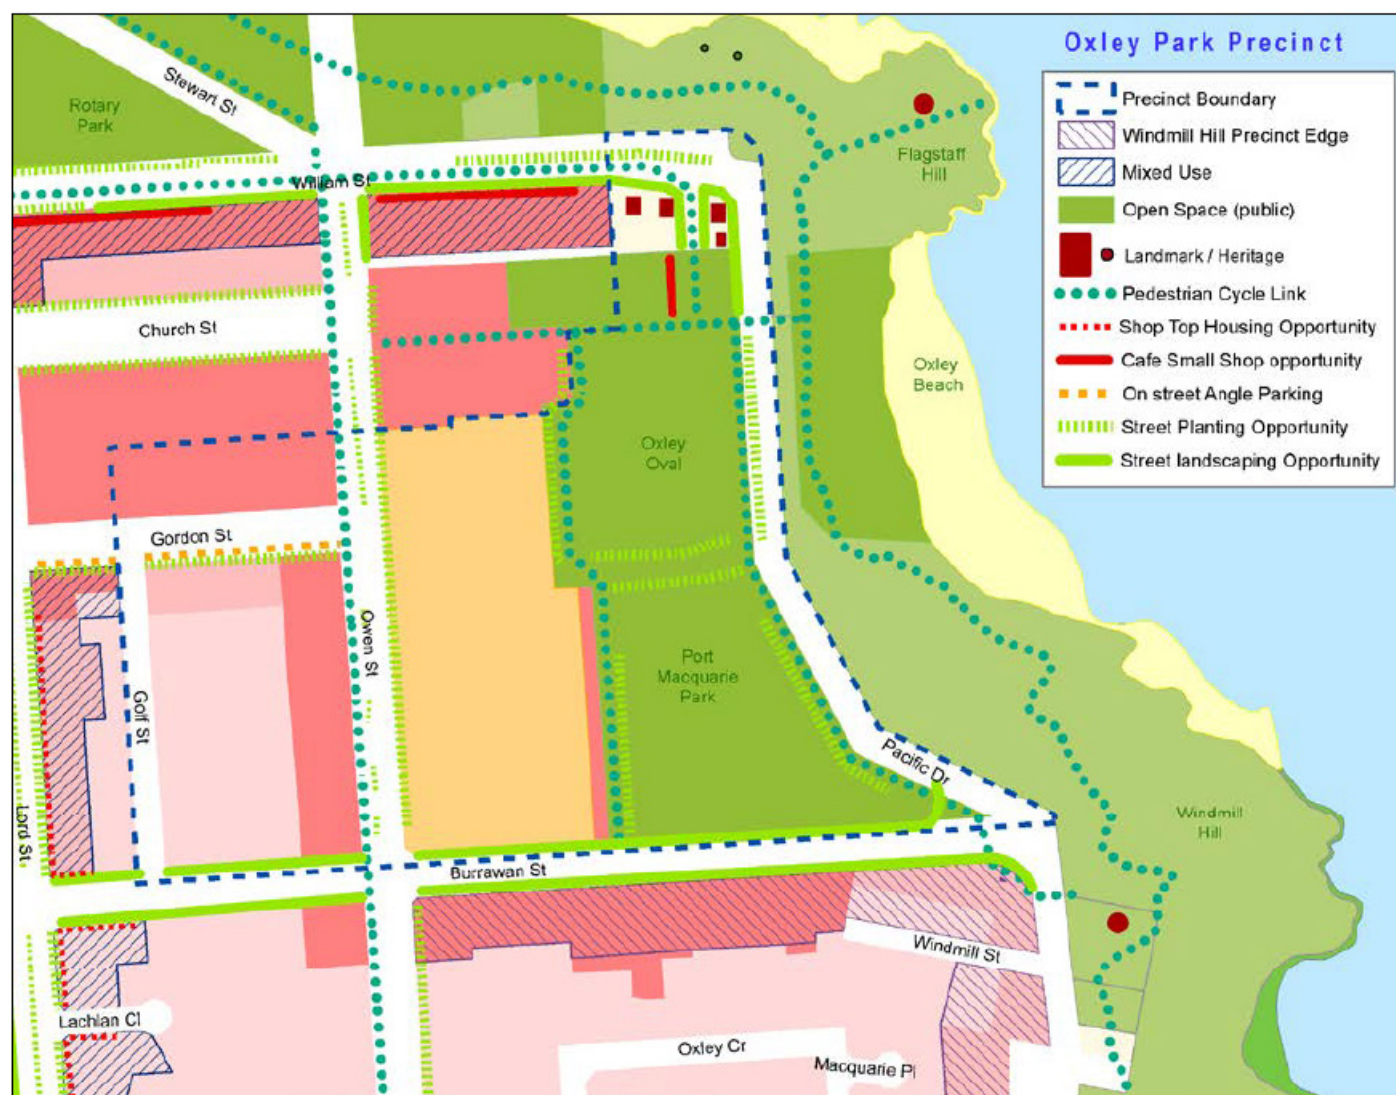 Oxley Park Precinct
Precinct Boundary
Windmill Hill Precinct Edge
Mixed Use
Open Space (public)
Landmark / Heritage
Pedestrian Cycle Link
Shop Top Housing Opportunity
Cafe Small Shop opportunity
On street Angle Parking
Street Planting Opportunity
Street landscaping Opportunity
Stewart St
Rotary
Park
William St
Flagstaff
Hill
Church St
Oxley
Beach
Oxley
Oval
Gordon St
Owen St
Golf St
Lord St
Port
Macquarie
Park
Pacific Dr
Windmill
Hill
Burrawan St
Windmill St
Lachlan Cl
Oxley Cr
Macquarie Pl